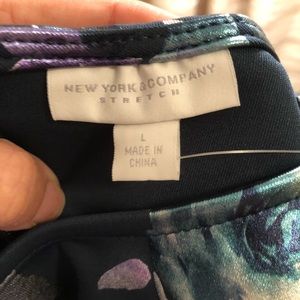 NEW YORK & COMPANY
STRETCH
L
MADE IN
CHINA